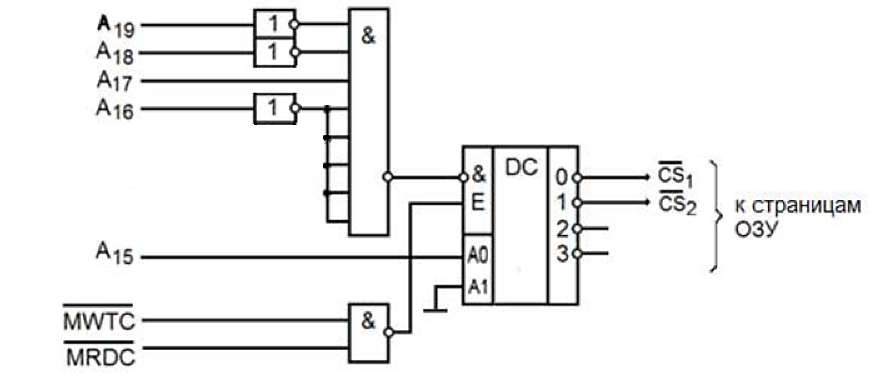 A19 1 &
A18 1
A17
A16 1
& DC 0 CS1
E 1 CS2
2
3
к страницам
ОЗУ
A15 A0
A1
MWTC &
MRDC